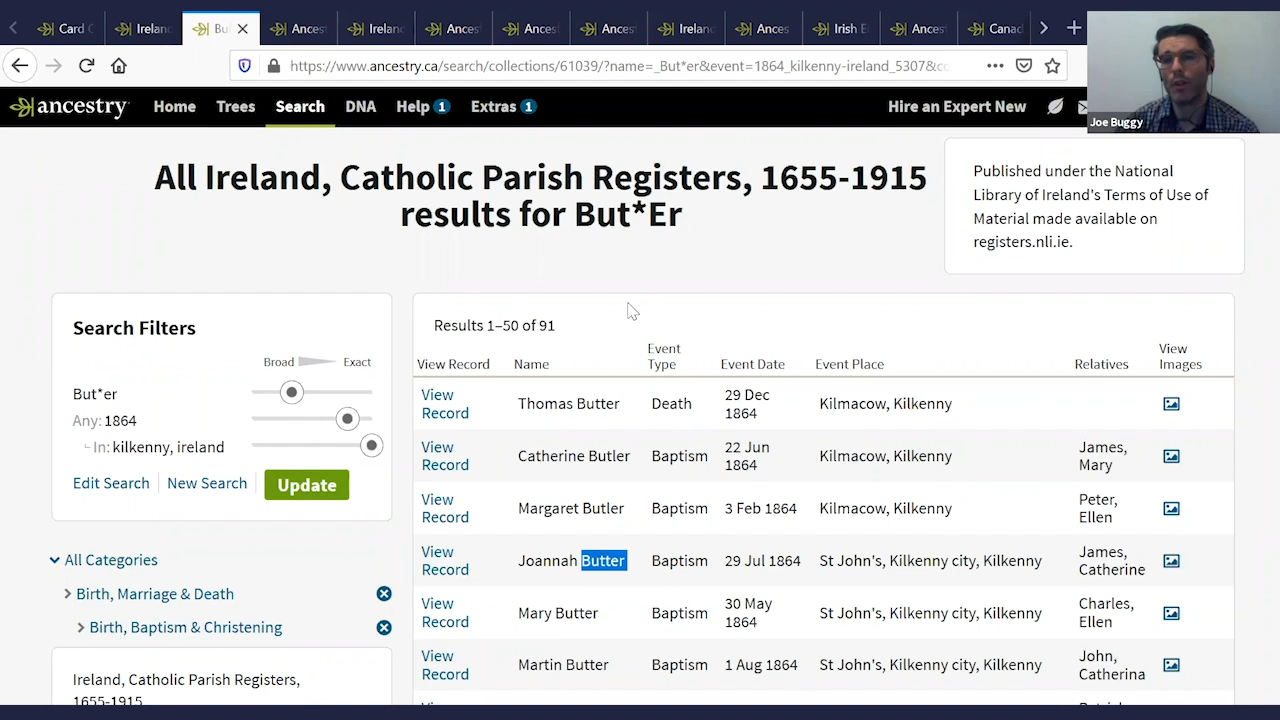 Card
Ireland
Bu
Ancest
Ireland
Ances
Ances
Ances
Ireland
Ances
Irish E
Ances
Canad
https://www.ancestry.ca/search/collections/61039/?name=_But*er&event=1864_kilkenny-ireland_5307&c
ancestry
Home
Trees
Search
DNA
Help 1
Extras 1
Hire an Expert Now
Joe Buggy
All Ireland, Catholic Parish Registers, 1655-1915
results for But*Er
Published under the National
Library of Ireland's Terms of Use of
Material made available on
registers.nli.ie.
Search Filters
Broad Exact
But*er
Any: 1864
In: kilkenny, ireland
Edit Search
New Search
Update
All Categories
Birth, Marriage & Death
Birth, Baptism & Christening
Ireland, Catholic Parish Registers,
1655-1915
Results 1–50 of 91
View Record Name Event Type Event Date Event Place Relatives View Images
View Record Thomas Butter Death 29 Dec 1864 Kilmacow, Kilkenny
View Record Catherine Butler Baptism 22 Jun 1864 Kilmacow, Kilkenny James, Mary
View Record Margaret Butler Baptism 3 Feb 1864 Kilmacow, Kilkenny Peter, Ellen
View Record Joannah Butter Baptism 29 Jul 1864 St John's, Kilkenny city, Kilkenny James, Catherine
View Record Mary Butter Baptism 30 May 1864 St John's, Kilkenny city, Kilkenny Charles, Ellen
View Record Martin Butter Baptism 1 Aug 1864 St John's, Kilkenny city, Kilkenny John, Catherina